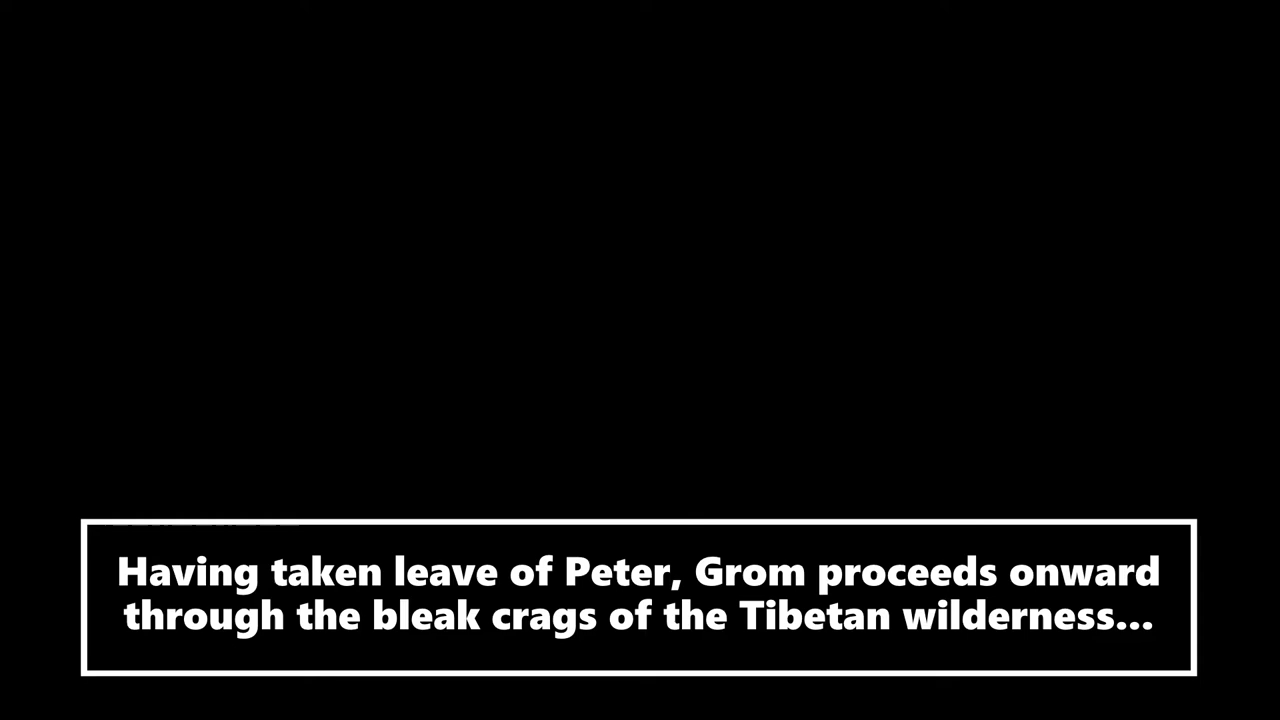 Having taken leave of Peter, Grom proceeds onward
through the bleak crags of the Tibetan wilderness...